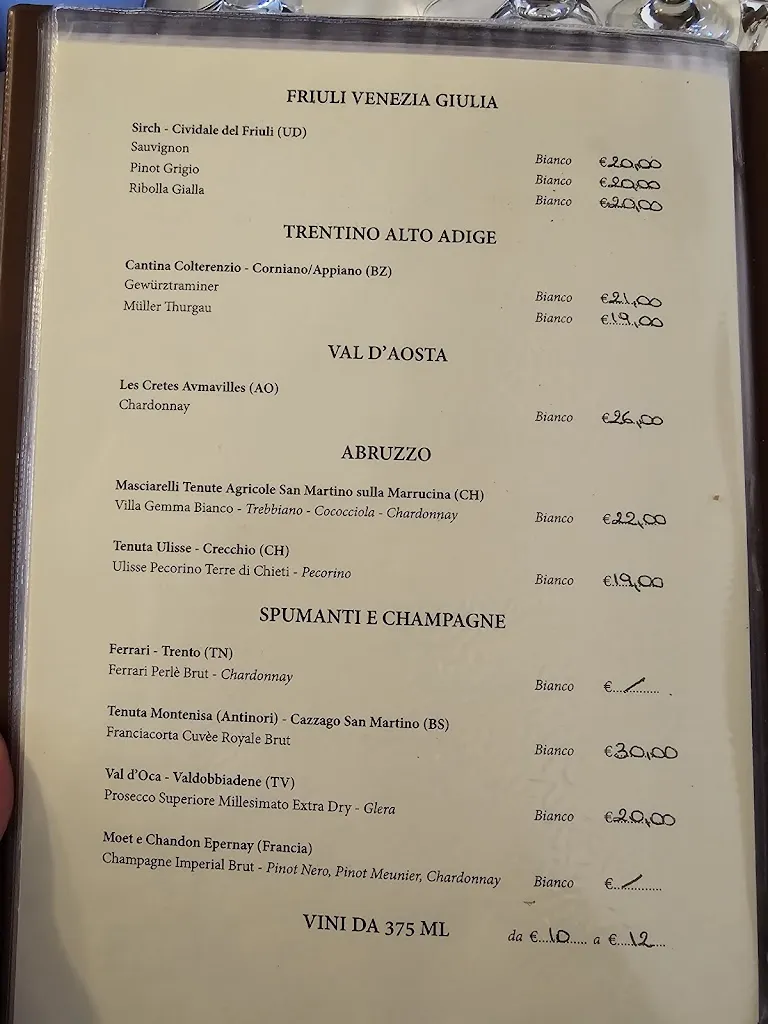 FRIULI VENEZIA GIULIA
Sirch - Cividale del Friuli (UD)
Sauvignon Bianco €20,00
Pinot Grigio Bianco €20,00
Ribolla Gialla Bianco €20,00
TRENTINO ALTO ADIGE
Cantina Colterenzio - Corniano/Appiano (BZ)
Gewürztraminer Bianco €21,00
Müller Thurgau Bianco €19,00
VAL D'AOSTA
Les Cretes Avmavilles (AO)
Chardonnay Bianco €26,00
ABRUZZO
Masciarelli Tenute Agricole San Martino sulla Marrucina (CH)
Villa Gemma Bianco - Trebbiano - Cococciola - Chardonnay Bianco €22,00
Tenuta Ulisse - Crecchio (CH)
Ulisse Pecorino Terre di Chieti - Pecorino Bianco €19,00
SPUMANTI E CHAMPAGNE
Ferrari - Trento (TN)
Ferrari Perlè Brut - Chardonnay Bianco €..../..........
Tenuta Montenisa (Antinori) - Cazzago San Martino (BS)
Franciacorta Cuvèe Royale Brut Bianco €30,00
Val d'Oca - Valdobbiadene (TV)
Prosecco Superiore Millesimato Extra Dry - Glera Bianco €20,00
Moet e Chandon Epernay (Francia)
Champagne Imperial Brut - Pinot Nero, Pinot Meunier, Chardonnay Bianco €..../..........
VINI DA 375 ML da €...10..... a €....12....